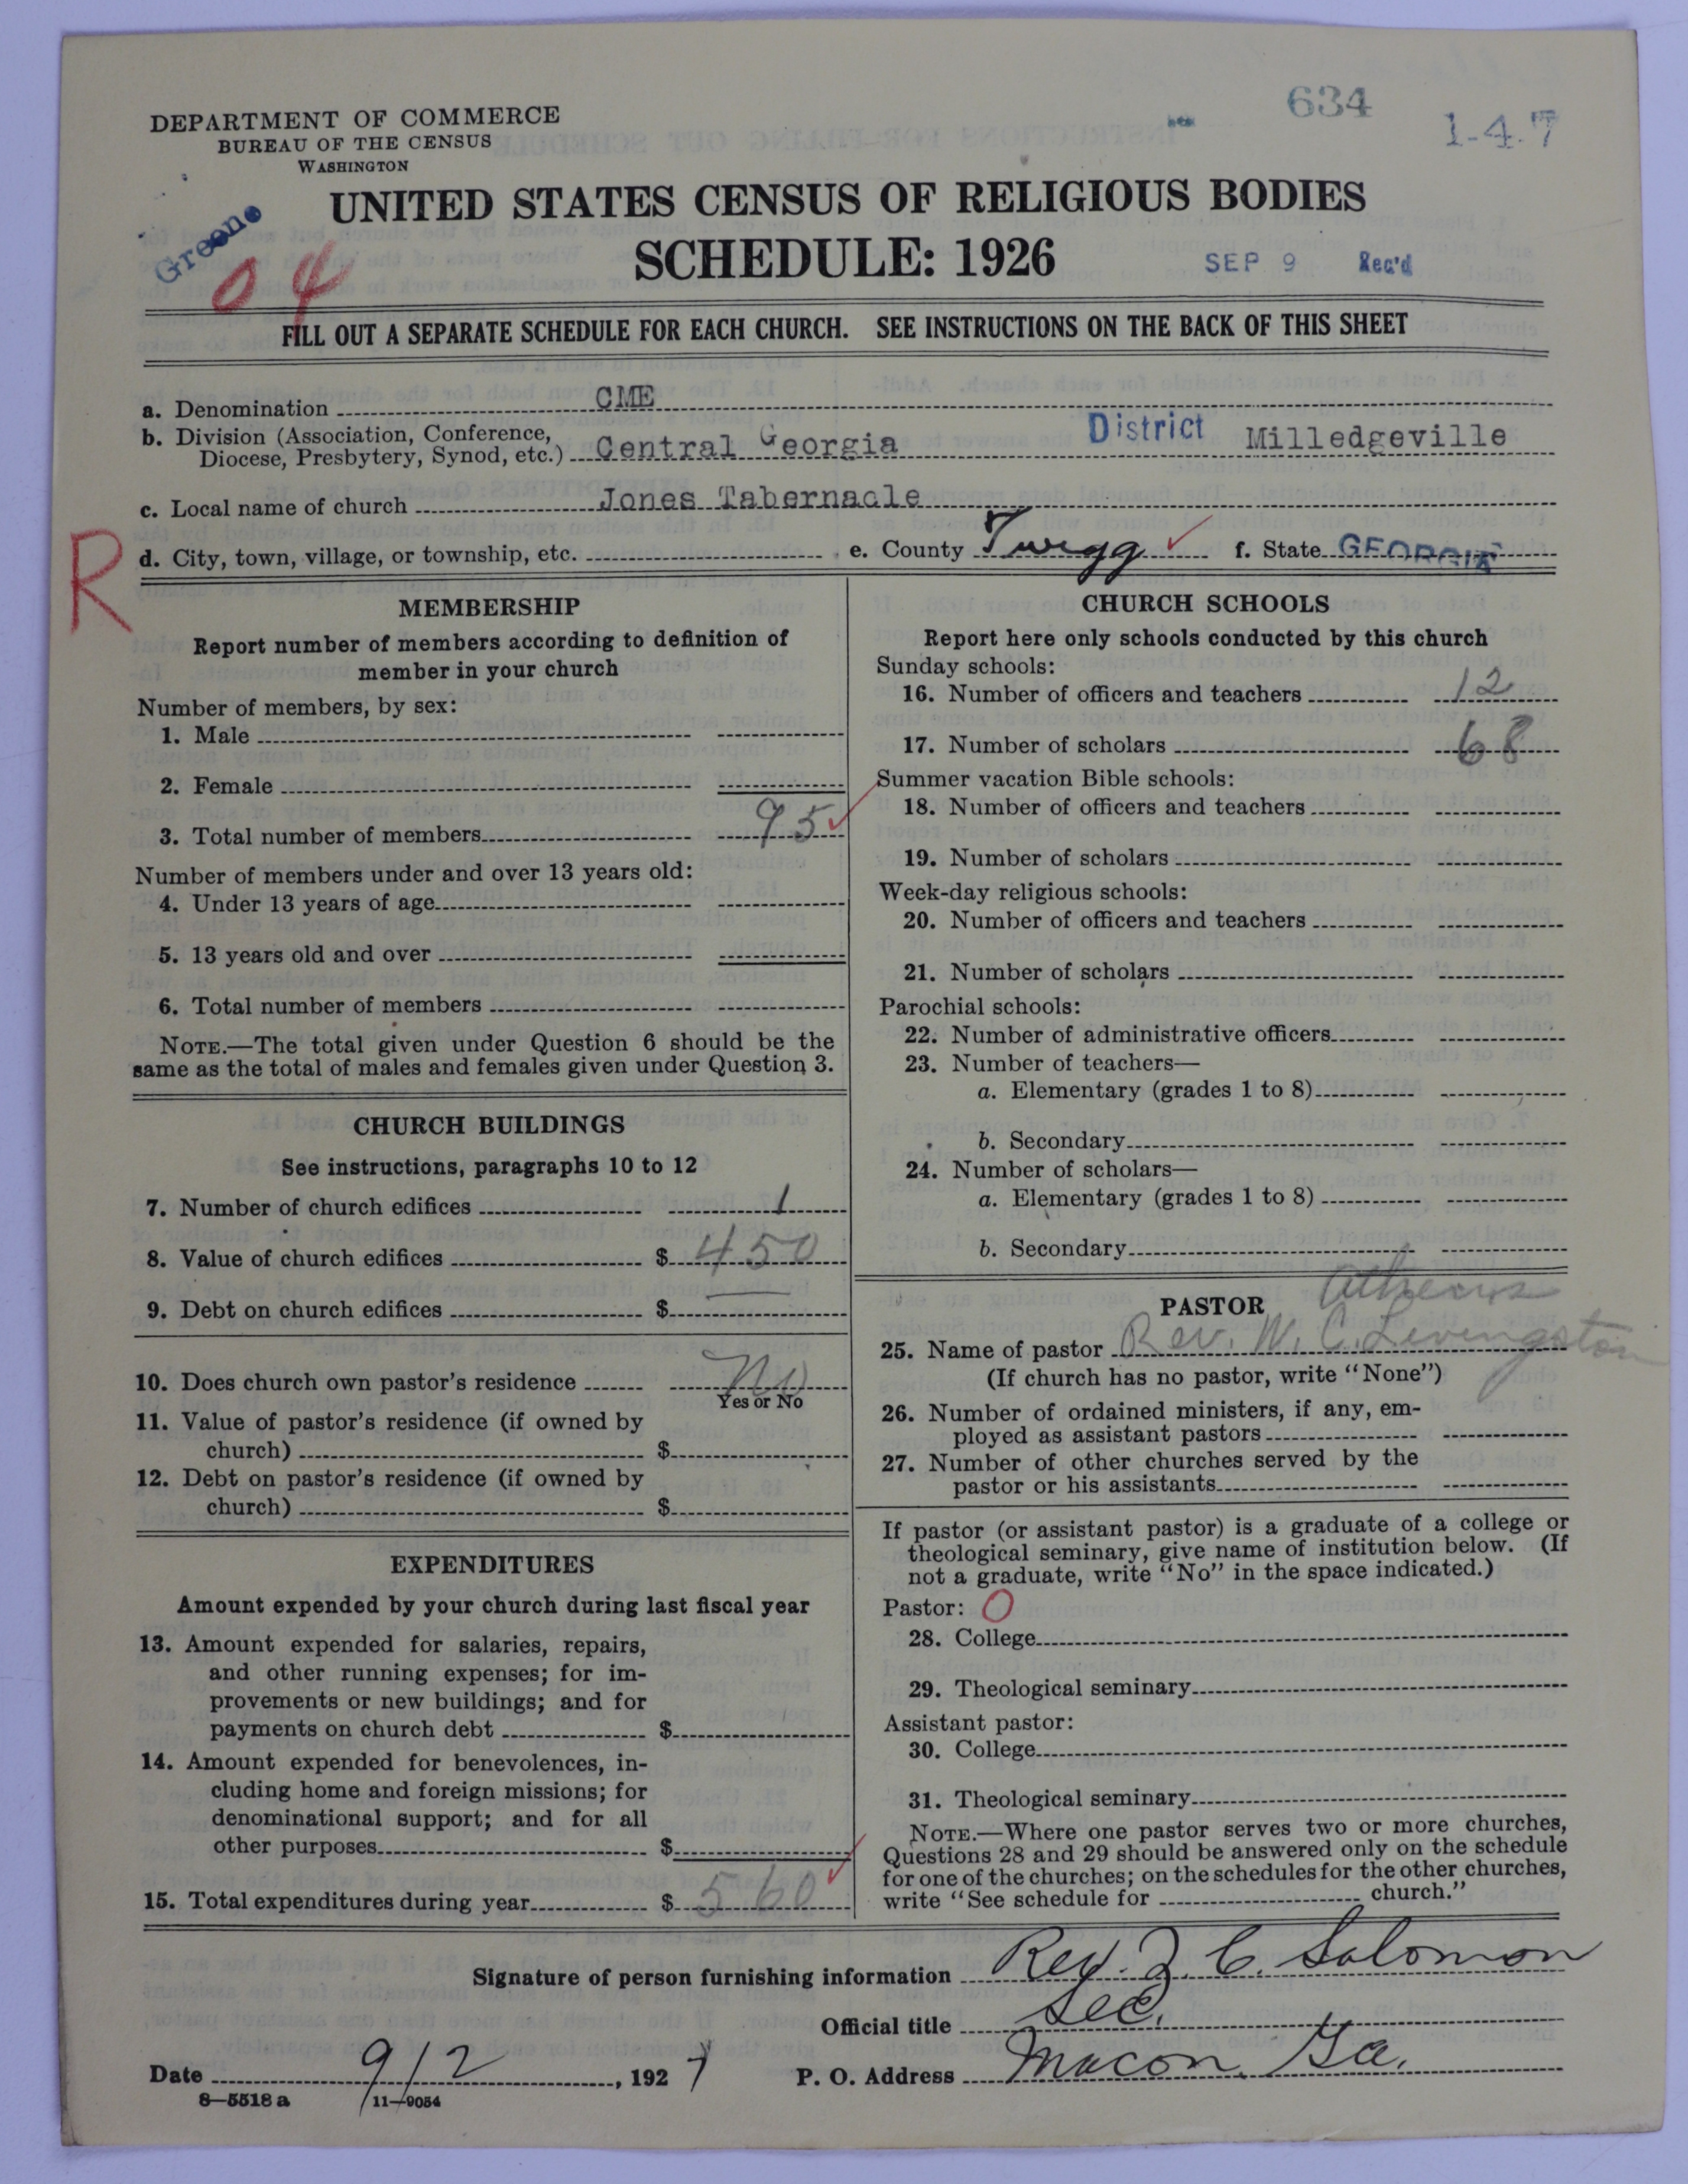 634
1-4.7
DEPARTMENT OF COMMERCE
BUREAU OF THE CENSUS
WASHINGTON
Greene
04
UNITED STATES CENSUS OF RELIGIOUS BODIES
SCHEDULE: 1926
SEP 9 Rec'd
FILL OUT A SEPARATE SCHEDULE FOR EACH CHURCH. SEE INSTRUCTIONS ON THE BACK OF THIS SHEET
a. Denomination CME
b. Division (Association, Conference, Diocese, Presbytery, Synod, etc.) Central Georgia District Milledgeville
c. Local name of church Jones Tabernacle
R
d. City, town, village, or township, etc. e. County Twigg f. State GEORGIA
MEMBERSHIP
Report number of members according to definition of
member in your church
Number of members, by sex:
1. Male
2. Female
3. Total number of members 95
Number of members under and over 13 years old:
4. Under 13 years of age
5. 13 years old and over
6. Total number of members
NOTE.—The total given under Question 6 should be the
same as the total of males and females given under Question 3.
CHURCH BUILDINGS
See instructions, paragraphs 10 to 12
7. Number of church edifices 1
8. Value of church edifices $ 450
9. Debt on church edifices $
10. Does church own pastor's residence No
Yes or No
11. Value of pastor's residence (if owned by
church) $
12. Debt on pastor's residence (if owned by
church) $
EXPENDITURES
Amount expended by your church during last fiscal year
13. Amount expended for salaries, repairs,
and other running expenses; for im-
provements or new buildings; and for
payments on church debt $
14. Amount expended for benevolences, in-
cluding home and foreign missions; for
denominational support; and for all
other purposes $
15. Total expenditures during year $ 560
CHURCH SCHOOLS
Report here only schools conducted by this church
Sunday schools:
16. Number of officers and teachers 12
17. Number of scholars 68
Summer vacation Bible schools:
18. Number of officers and teachers
19. Number of scholars
Week-day religious schools:
20. Number of officers and teachers
21. Number of scholars
Parochial schools:
22. Number of administrative officers
23. Number of teachers—
a. Elementary (grades 1 to 8)
b. Secondary
24. Number of scholars—
a. Elementary (grades 1 to 8)
b. Secondary
PASTOR
25. Name of pastor Rev. W. C. Livingston
(If church has no pastor, write "None")
26. Number of ordained ministers, if any, em-
ployed as assistant pastors
27. Number of other churches served by the
pastor or his assistants
If pastor (or assistant pastor) is a graduate of a college or
theological seminary, give name of institution below. (If
not a graduate, write "No" in the space indicated.)
Pastor: O
28. College
29. Theological seminary
Assistant pastor:
30. College
31. Theological seminary
NOTE.—Where one pastor serves two or more churches,
Questions 28 and 29 should be answered only on the schedule
for one of the churches; on the schedules for the other churches,
write "See schedule for church."
Signature of person furnishing information Rev. J. C. Solomon
Official title Sec.
Date 9/2, 1927 P. O. Address Macon, Ga.
8—5518 a 11—9054